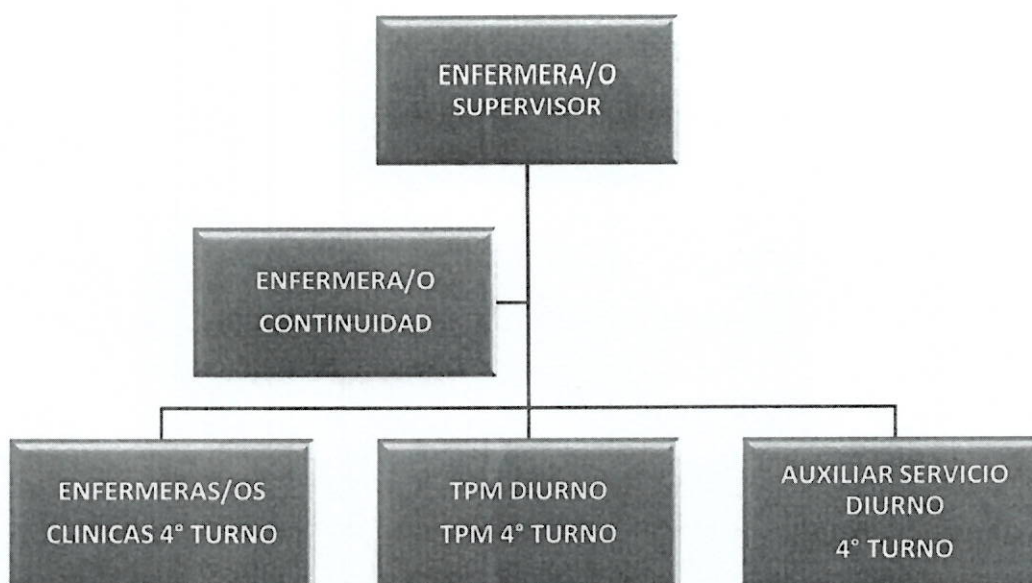 ENFERMERA/O
SUPERVISOR
ENFERMERA/O
CONTINUIDAD
ENFERMERAS/OS
CLINICAS 4° TURNO
TPM DIURNO
TPM 4° TURNO
AUXILIAR SERVICIO
DIURNO
4° TURNO